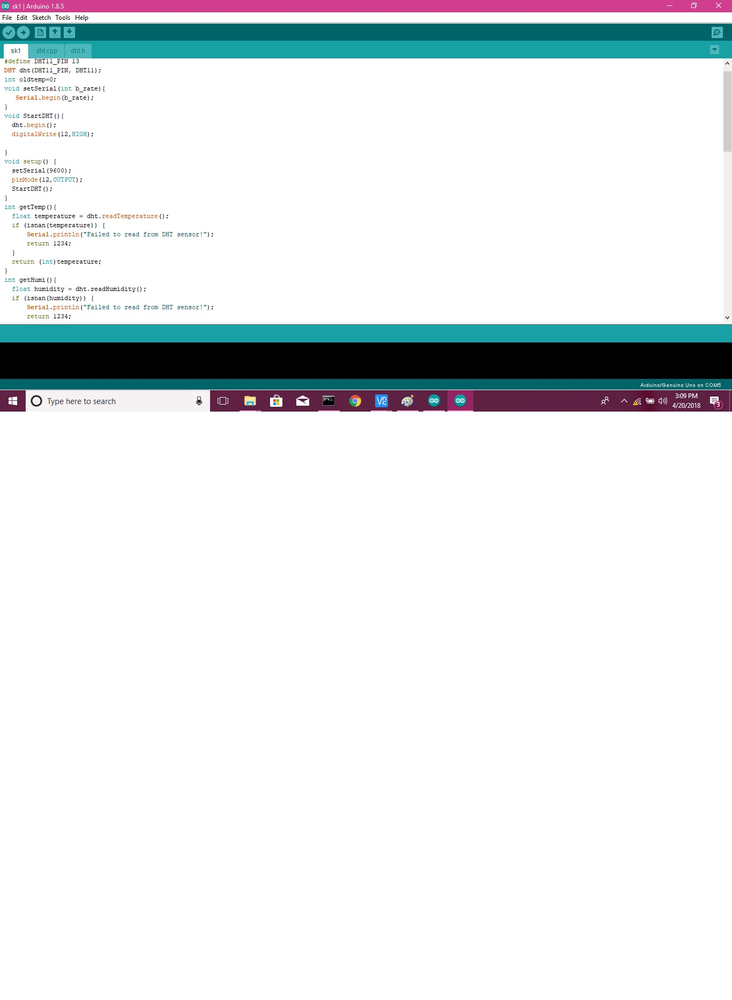 sk1 | Arduino 1.8.5
File Edit Sketch Tools Help
sk1 dht.cpp dht.h
#define DHT11_PIN 13
DHT dht(DHT11_PIN, DHT11);
int oldtemp=0;
void setSerial(int b_rate){
Serial.begin(b_rate);
}
void StartDHT(){
dht.begin();
digitalWrite(12,HIGH);
}
void setup() {
setSerial(9600);
pinMode(12,OUTPUT);
StartDHT();
}
int getTemp(){
float temperature = dht.readTemperature();
if (isnan(temperature)) {
Serial.println("Failed to read from DHT sensor!");
return 1234;
}
return (int)temperature;
}
int getHumi(){
float humidity = dht.readHumidity();
if (isnan(humidity)) {
Serial.println("Failed to read from DHT sensor!");
return 1234;
Arduino/Genuino Uno on COM5
Type here to search
3:09 PM
4/20/2018
3